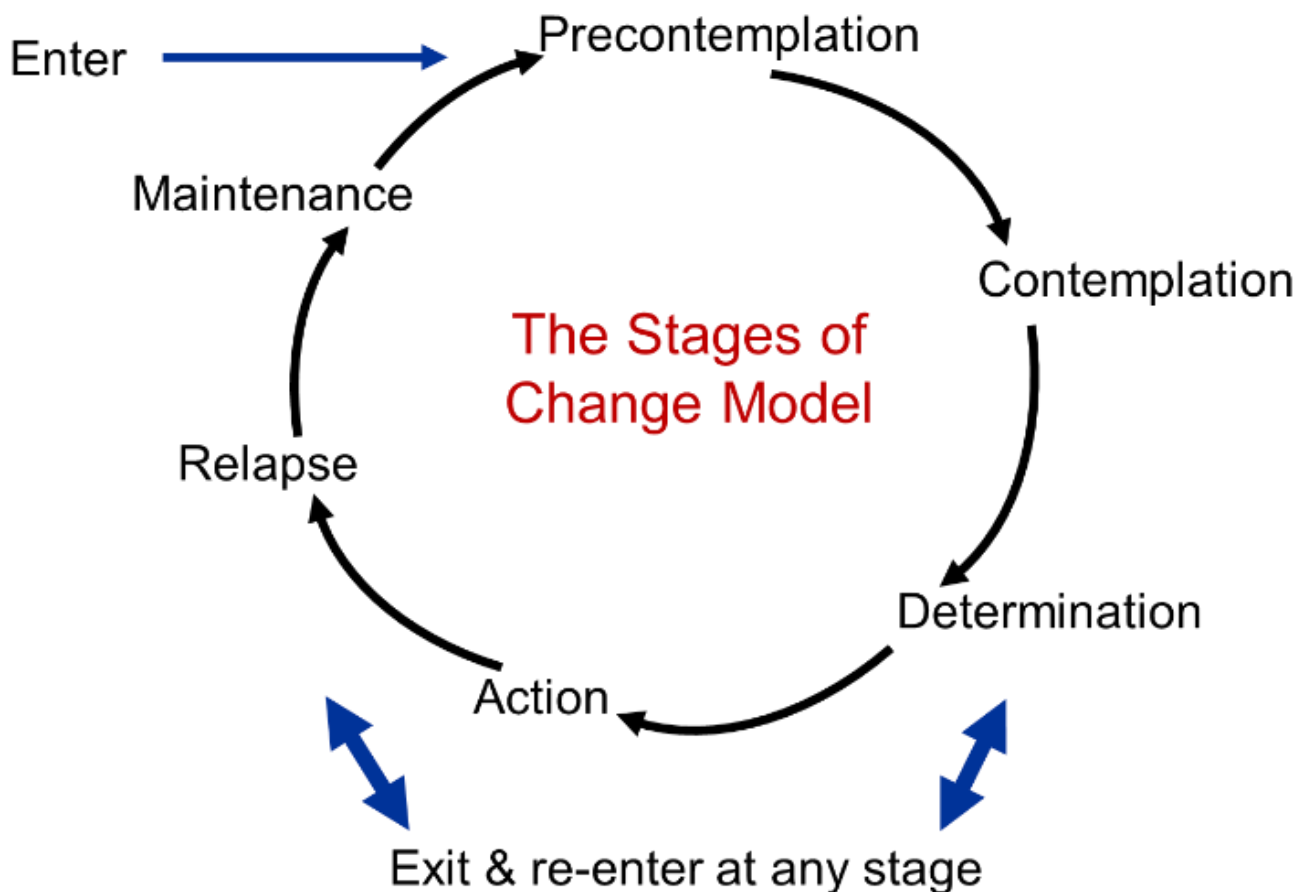 Enter
Precontemplation
Maintenance
Contemplation
The Stages of
Change Model
Relapse
Determination
Action
Exit & re-enter at any stage